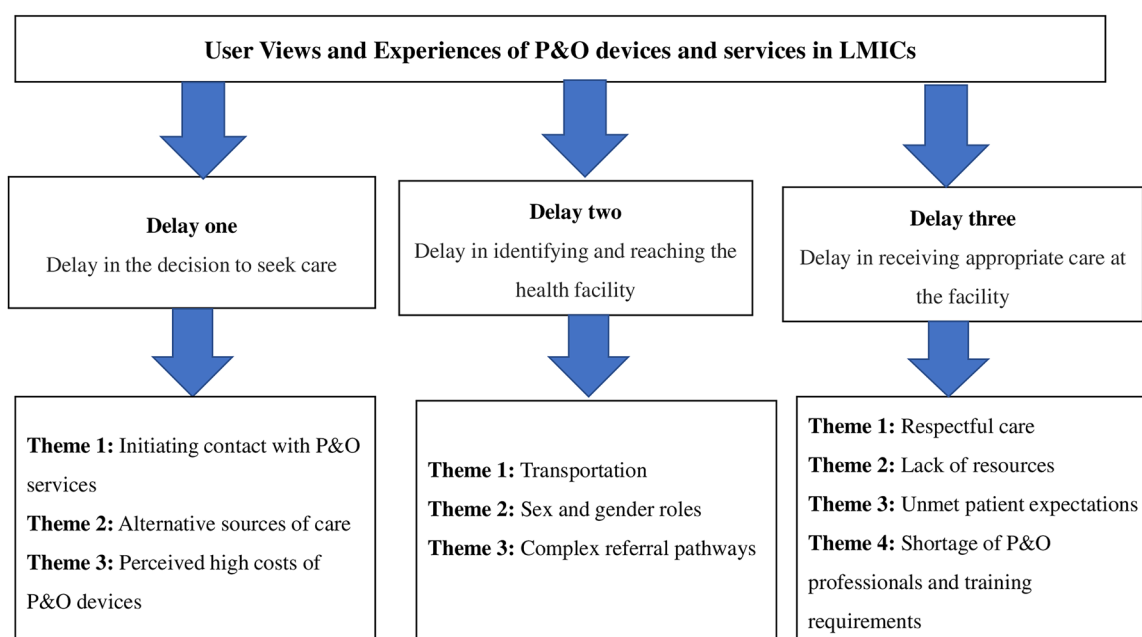 User Views and Experiences of P&O devices and services in LMICs
Delay one
Delay in the decision to seek care
Delay two
Delay in identifying and reaching the
health facility
Delay three
Delay in receiving appropriate care at
the facility
Theme 1: Initiating contact with P&O
services
Theme 2: Alternative sources of care
Theme 3: Perceived high costs of
P&O devices
Theme 1: Transportation
Theme 2: Sex and gender roles
Theme 3: Complex referral pathways
Theme 1: Respectful care
Theme 2: Lack of resources
Theme 3: Unmet patient expectations
Theme 4: Shortage of P&O
professionals and training
requirements